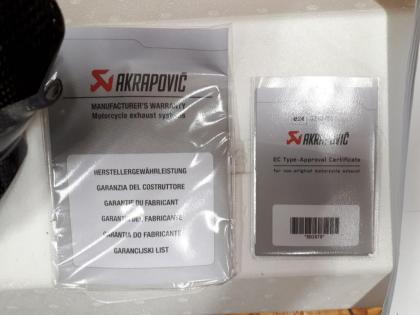 AKRAPOVIČ
MANUFACTURER'S WARRANTY
Motorcycle exhaust systems
HERSTELLERGEWÄHRLEISTUNG
GARANZIA DEL COSTRUTTORE
GARANTIE DU FABRICANT
GARANTIA DEL FABRICANTE
GARANTIA DO FABRICANTE
GARANCIJSKI LIST
AKRAPOVIČ
EC Type-Approval Certificate
for non-original motorcycle exhaust